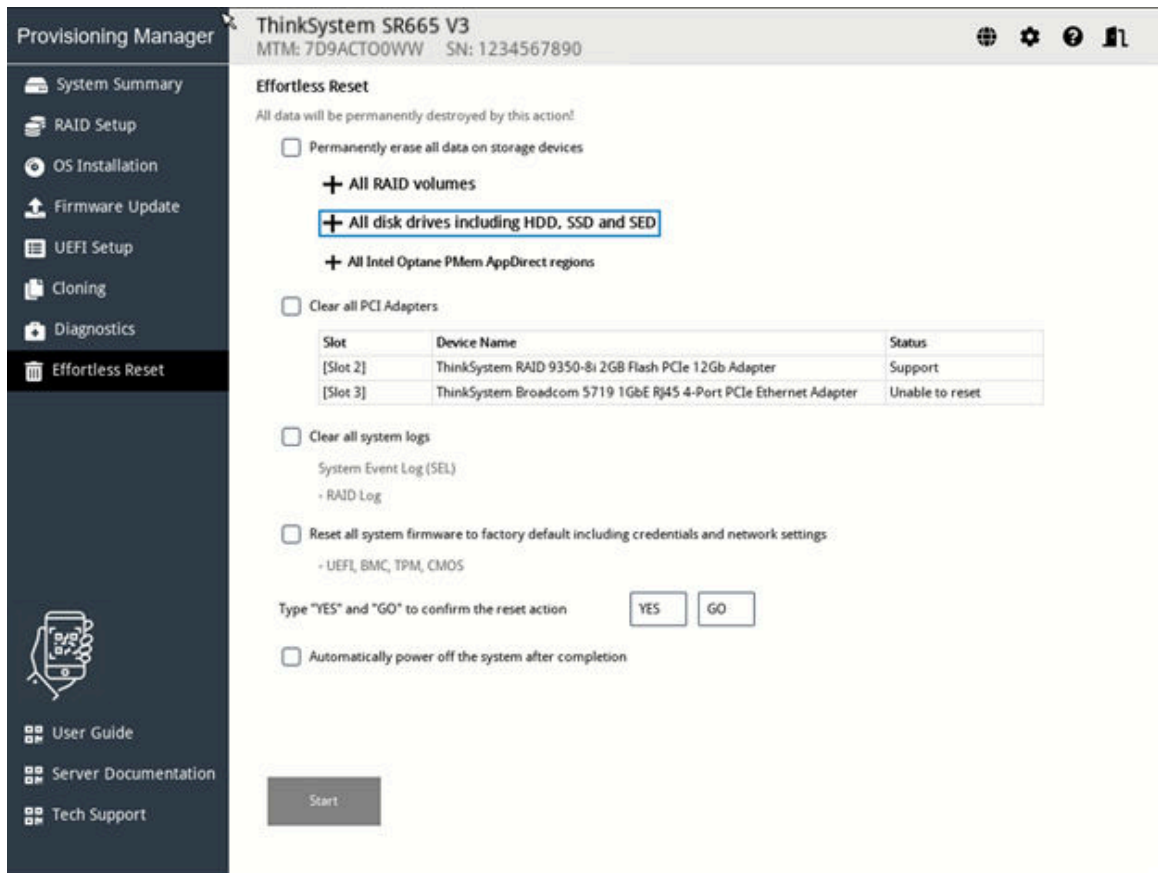 Provisioning Manager
ThinkSystem SR665 V3
MTM: 7D9ACTO0WW SN: 1234567890
System Summary
RAID Setup
OS Installation
Firmware Update
UEFI Setup
Cloning
Diagnostics
Effortless Reset
User Guide
Server Documentation
Tech Support
Effortless Reset
All data will be permanently destroyed by this action!
Permanently erase all data on storage devices
All RAID volumes
All disk drives including HDD, SSD and SED
All Intel Optane PMem AppDirect regions
Clear all PCI Adapters
Slot Device Name Status
[Slot 2] ThinkSystem RAID 9350-8i 2GB Flash PCIe 12Gb Adapter Support
[Slot 3] ThinkSystem Broadcom 5719 1GbE RJ45 4-Port PCIe Ethernet Adapter Unable to reset
Clear all system logs
System Event Log (SEL)
- RAID Log
Reset all system firmware to factory default including credentials and network settings
- UEFI, BMC, TPM, CMOS
Type "YES" and "GO" to confirm the reset action YES GO
Automatically power off the system after completion
Start